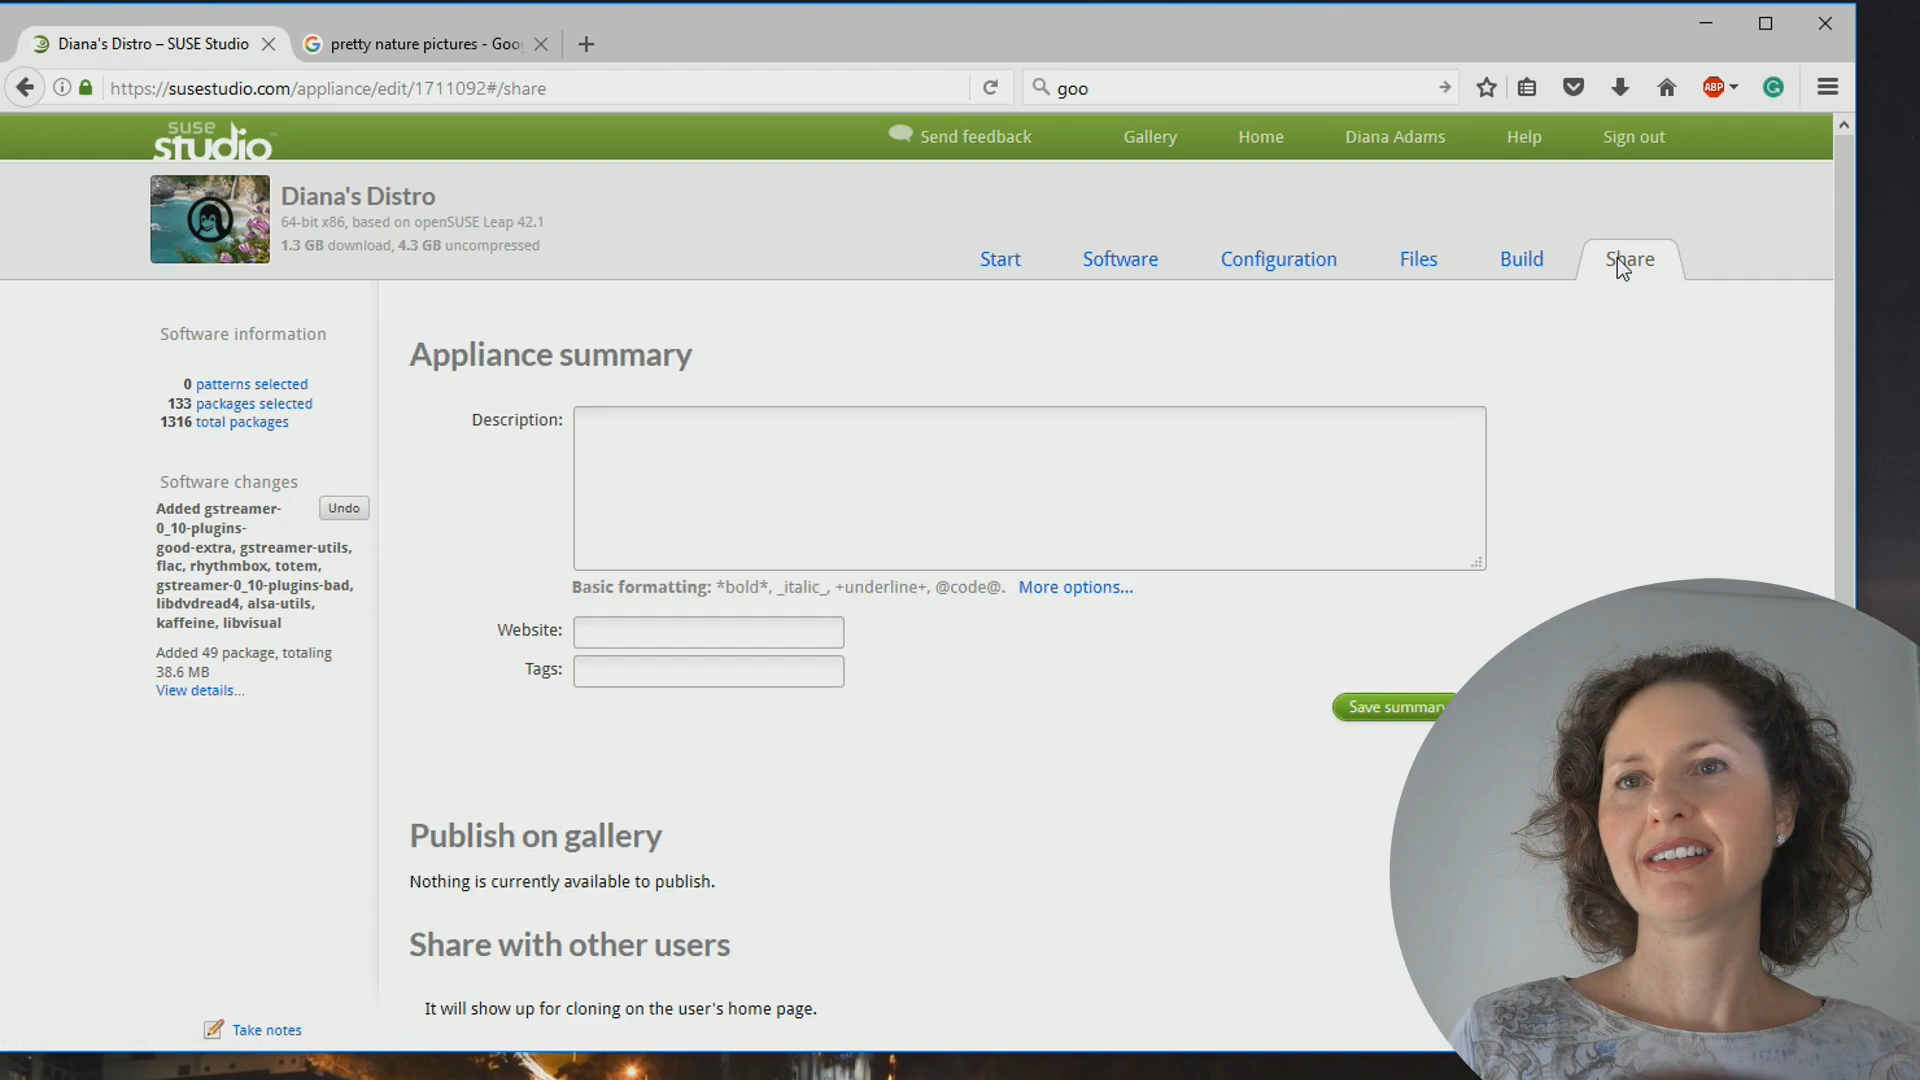 Diana's Distro – SUSE Studio
pretty nature pictures - Goo
https://susestudio.com/appliance/edit/1711092#/share
goo
ABP
suse
studio
Send feedback
Gallery
Home
Diana Adams
Help
Sign out
Diana's Distro
64-bit x86, based on openSUSE Leap 42.1
1.3 GB download, 4.3 GB uncompressed
Start
Software
Configuration
Files
Build
Share
Software information
0 patterns selected
133 packages selected
1316 total packages
Software changes
Added gstreamer-
0_10-plugins-
good-extra, gstreamer-utils,
flac, rhythmbox, totem,
gstreamer-0_10-plugins-bad,
libdvdread4, alsa-utils,
kaffeine, libvisual
Undo
Added 49 package, totaling
38.6 MB
View details...
Take notes
Appliance summary
Description:
Basic formatting: *bold*, _italic_, +underline+, @code@. More options...
Website:
Tags:
Save summar
Publish on gallery
Nothing is currently available to publish.
Share with other users
It will show up for cloning on the user's home page.